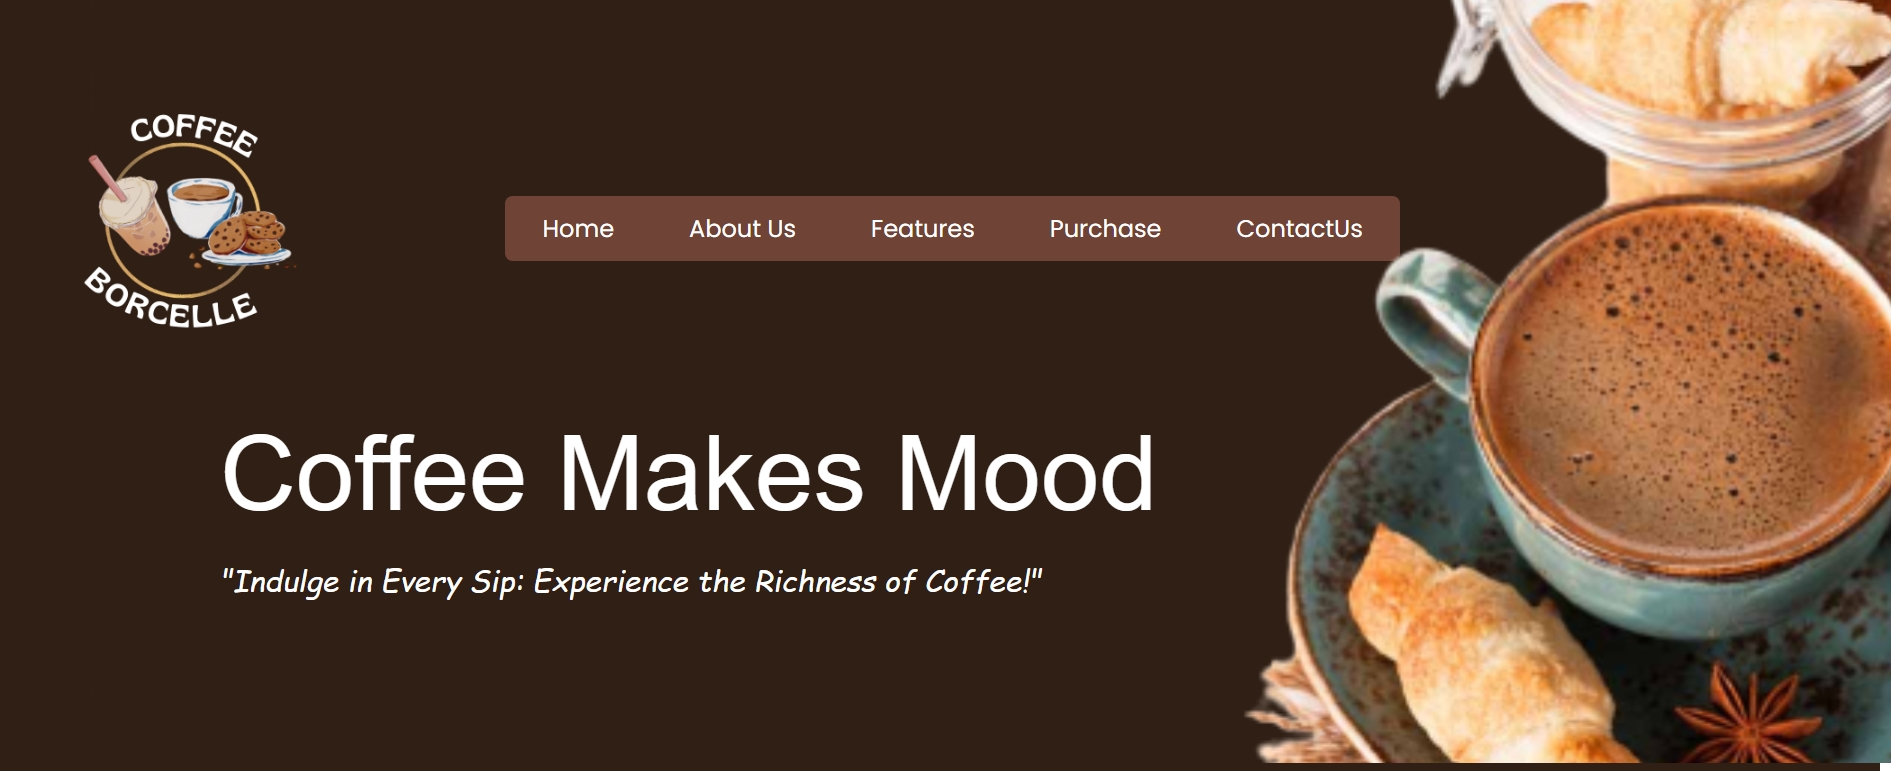 COFFEE
BORCELLE
Home About Us Features Purchase ContactUs
Coffee Makes Mood
"Indulge in Every Sip: Experience the Richness of Coffee!"